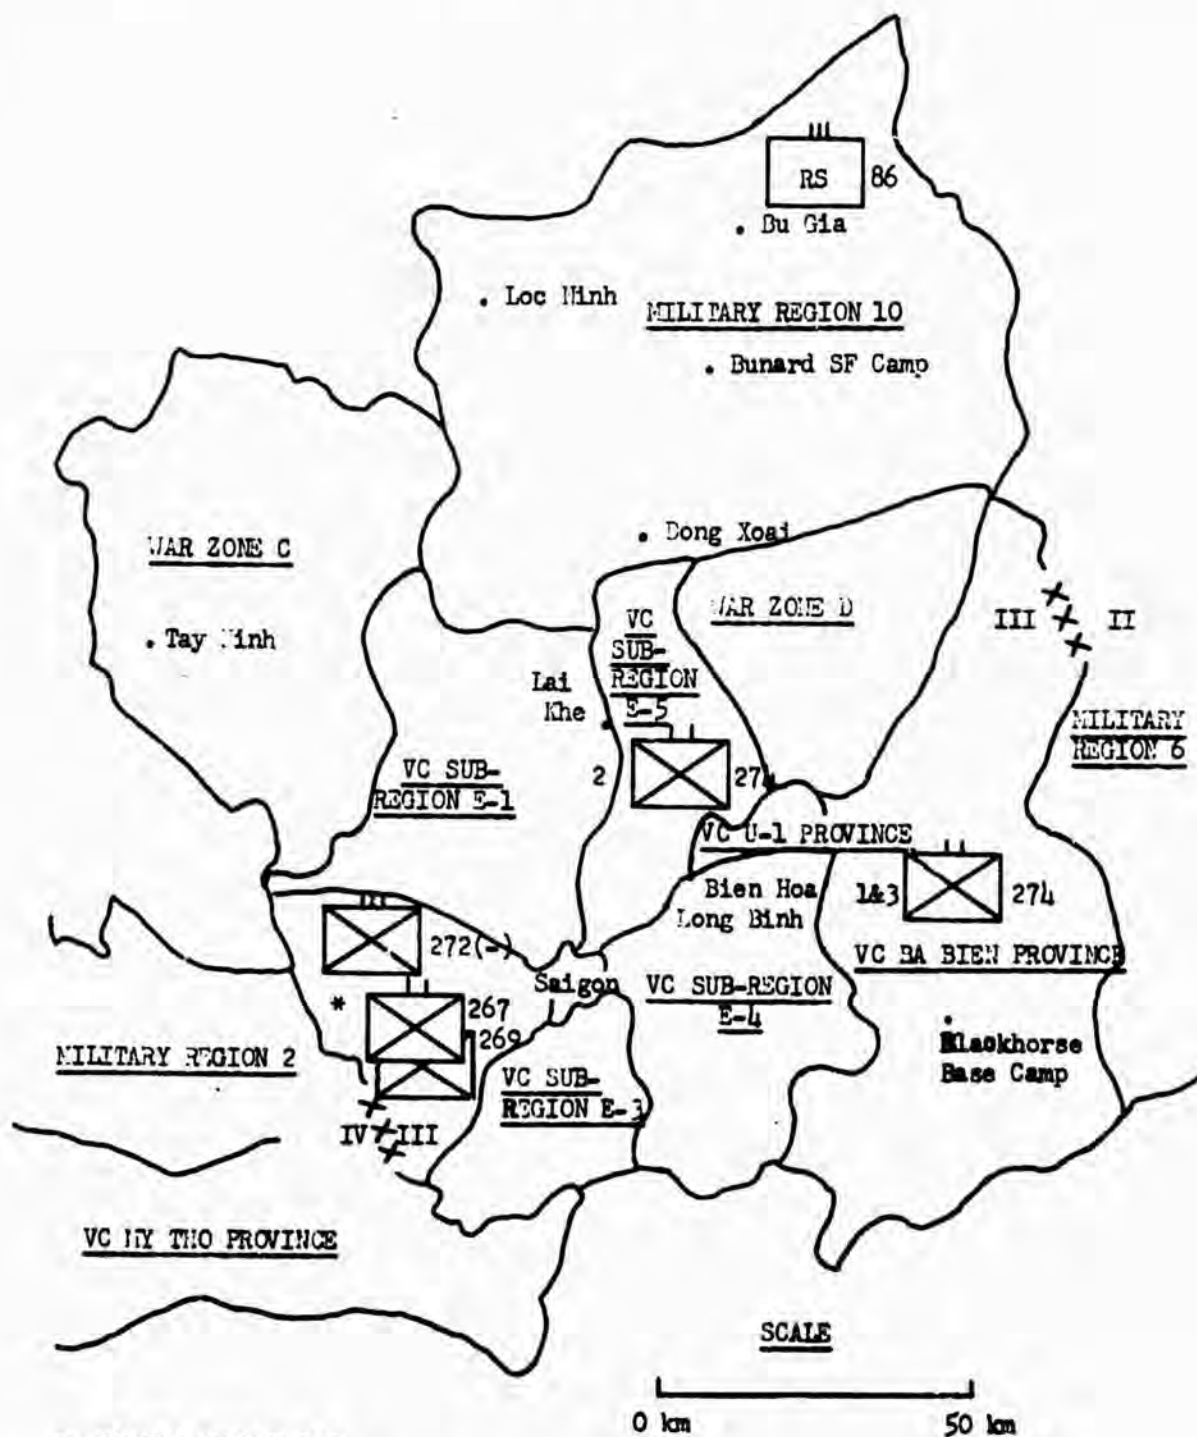 RS 86
Bu Gia
Loc Ninh
MILITARY REGION 10
Bunard SF Camp
WAR ZONE C
Dong Xoai
VC
SUB-
REGION
E-5
WAR ZONE D
III II
Tay Ninh
Lai
Khe
MILITARY
REGION 6
VC SUB-
REGION E-1
2 274
VC U-1 PROVINCE
Bien Hoa
Long Binh
1&3 274
272(-)
VC BA BIEN PROVINCE
Saigon
VC SUB-REGION
E-4
*
267
269
MILITARY REGION 2
Blackhorse
Base Camp
VC SUB-
REGION E-3
IV III
VC MY THO PROVINCE
SCALE
0 km 50 km